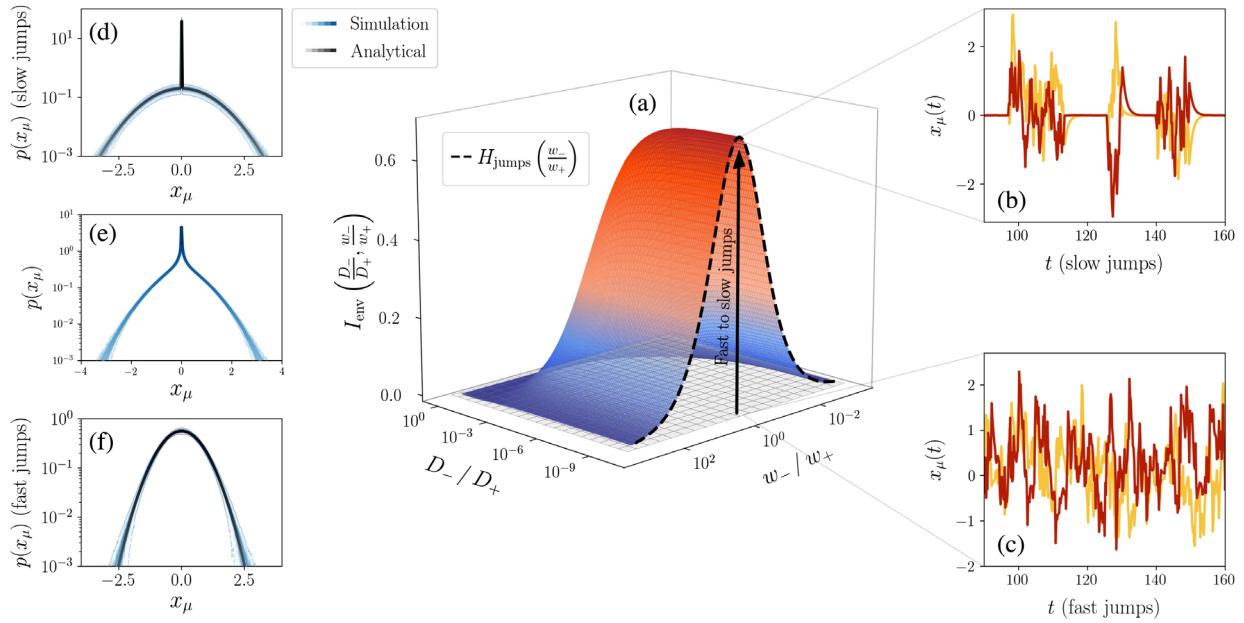 (d)
10^1
10^{-1}
10^{-3}
p(x_μ) (slow jumps)
−2.5 0.0 2.5
x_μ
Simulation
Analytical
(e)
10^1
10^0
10^{-1}
10^{-2}
10^{-3}
p(x_μ)
−4 −2 0 2 4
x_μ
(f)
10^0
10^{-1}
10^{-2}
10^{-3}
p(x_μ) (fast jumps)
−2.5 0.0 2.5
x_μ
(a)
H_jumps (w_−/w_+)
0.6
0.4
0.2
0.0
I_env (D_−/D_+, w_−/w_+)
Fast to slow jumps
10^0 10^{-3} 10^{-6} 10^{-9}
D_− / D_+
10^2 10^0 10^{-2}
w_− / w_+
(b)
2
0
−2
x_μ(t)
100 120 140 160
t (slow jumps)
(c)
2
1
0
−1
−2
x_μ(t)
100 120 140 160
t (fast jumps)